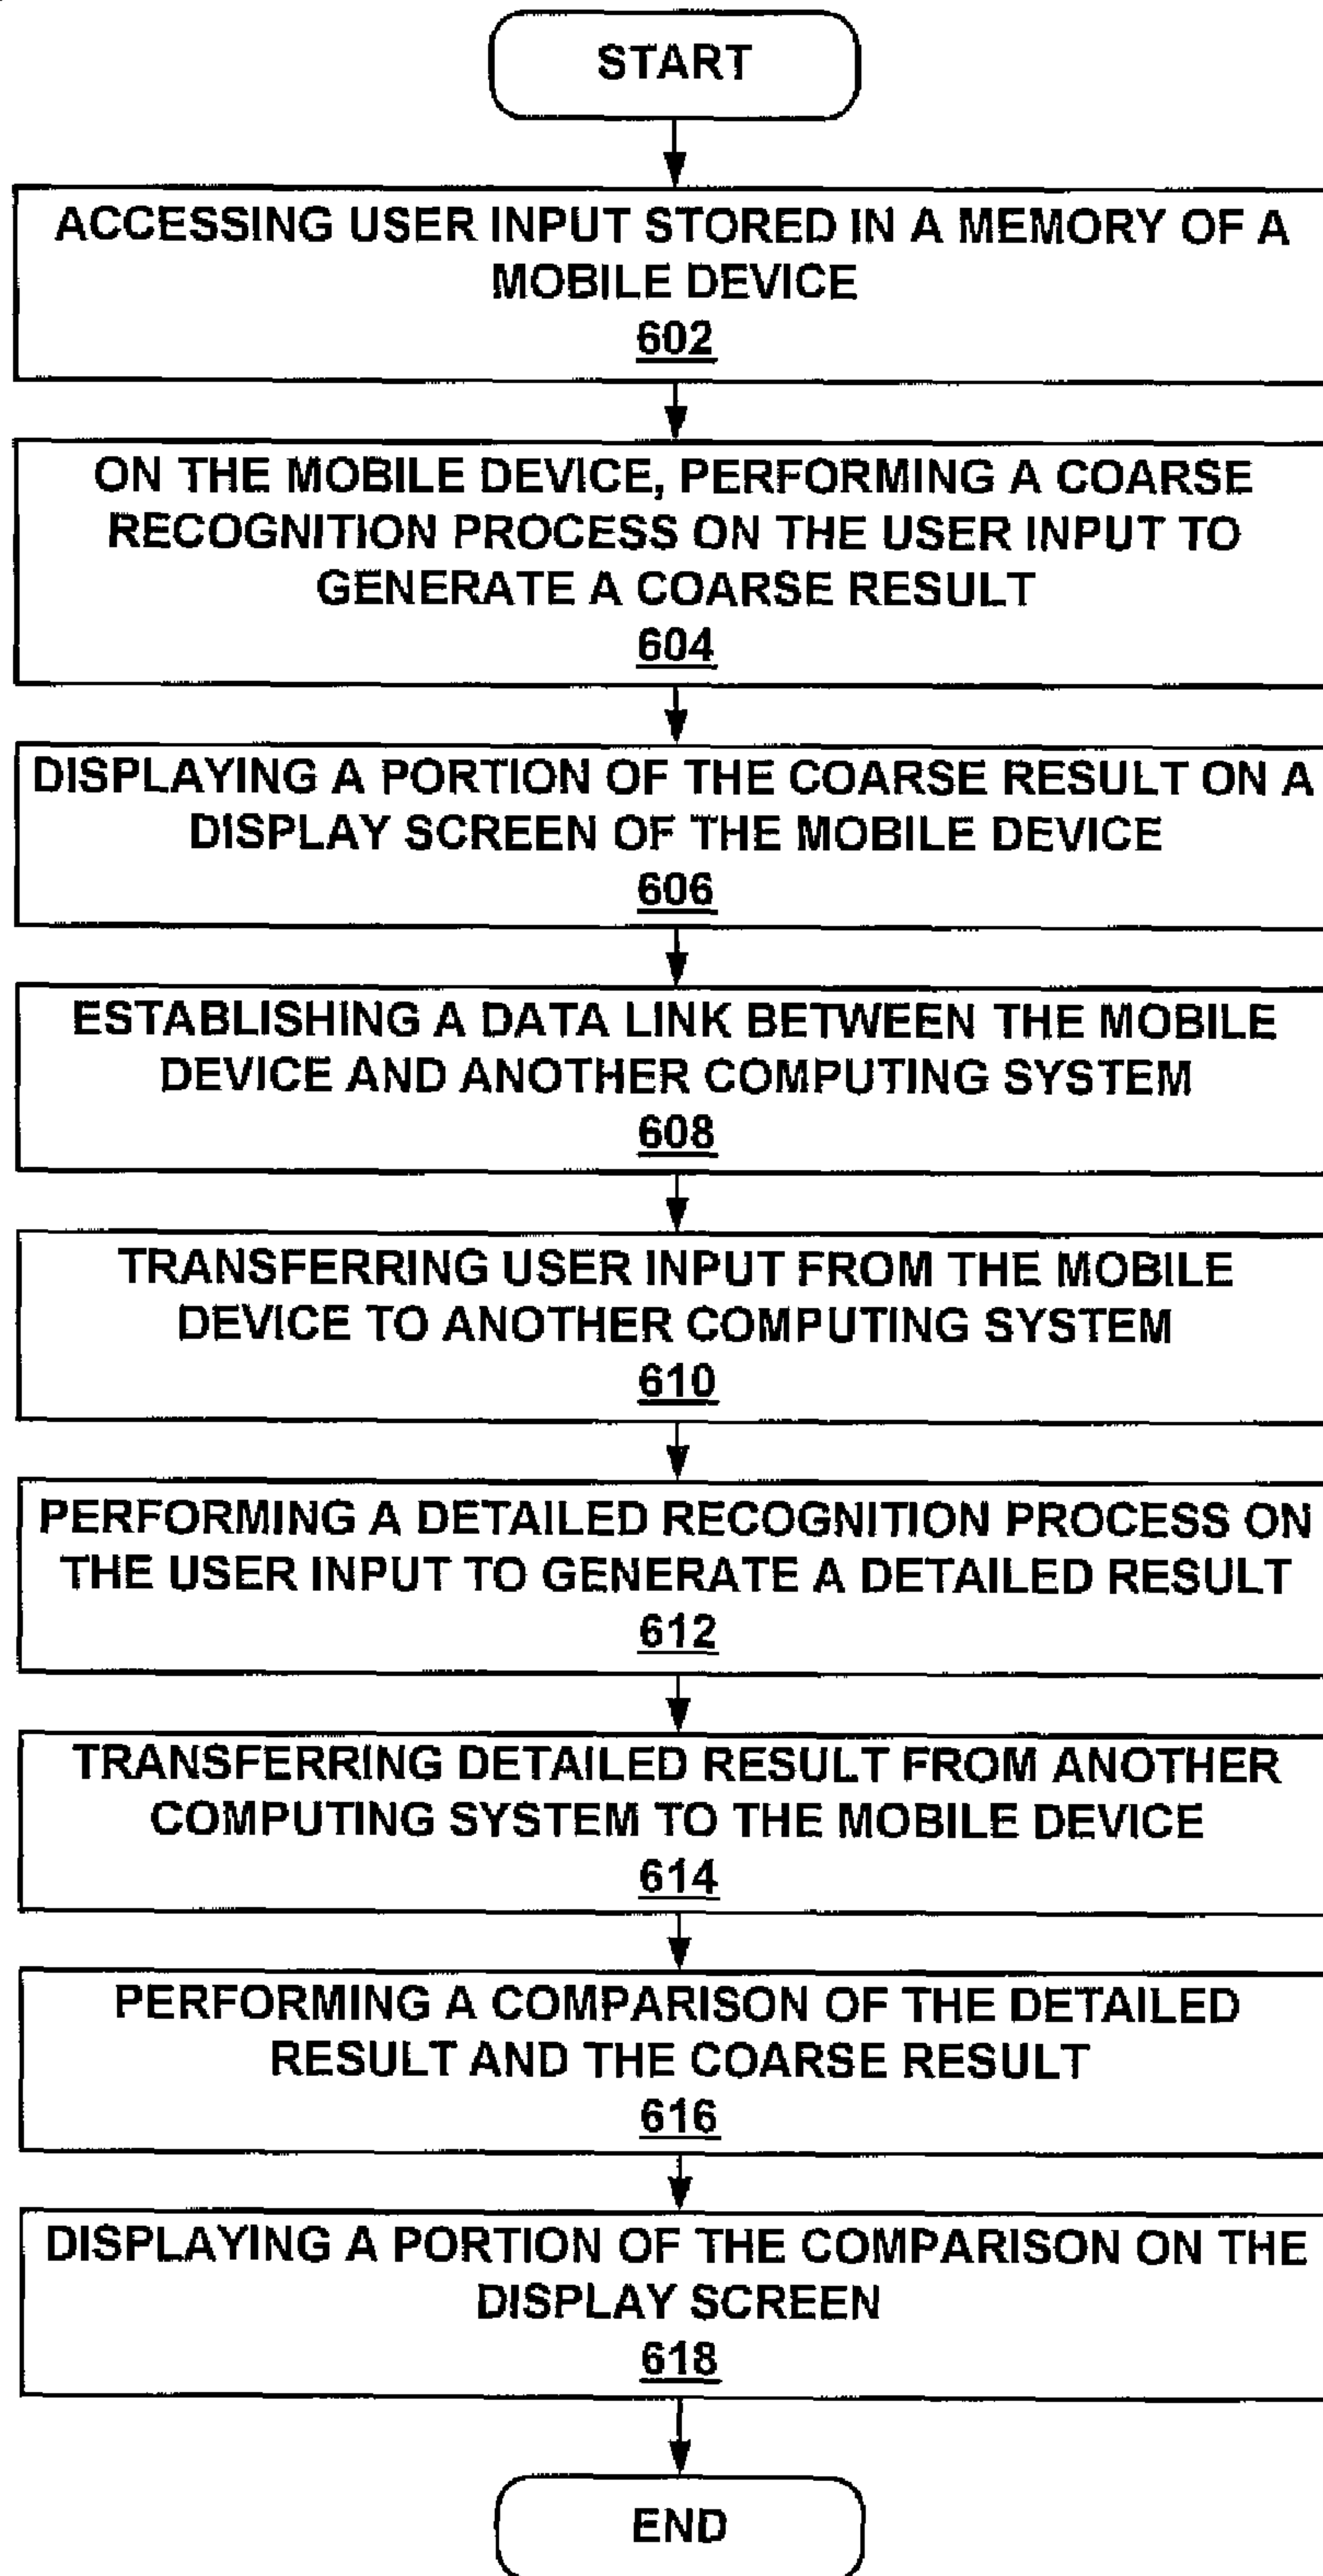 START
ACCESSING USER INPUT STORED IN A MEMORY OF A
MOBILE DEVICE
602
ON THE MOBILE DEVICE, PERFORMING A COARSE
RECOGNITION PROCESS ON THE USER INPUT TO
GENERATE A COARSE RESULT
604
DISPLAYING A PORTION OF THE COARSE RESULT ON A
DISPLAY SCREEN OF THE MOBILE DEVICE
606
ESTABLISHING A DATA LINK BETWEEN THE MOBILE
DEVICE AND ANOTHER COMPUTING SYSTEM
608
TRANSFERRING USER INPUT FROM THE MOBILE
DEVICE TO ANOTHER COMPUTING SYSTEM
610
PERFORMING A DETAILED RECOGNITION PROCESS ON
THE USER INPUT TO GENERATE A DETAILED RESULT
612
TRANSFERRING DETAILED RESULT FROM ANOTHER
COMPUTING SYSTEM TO THE MOBILE DEVICE
614
PERFORMING A COMPARISON OF THE DETAILED
RESULT AND THE COARSE RESULT
616
DISPLAYING A PORTION OF THE COMPARISON ON THE
DISPLAY SCREEN
618
END